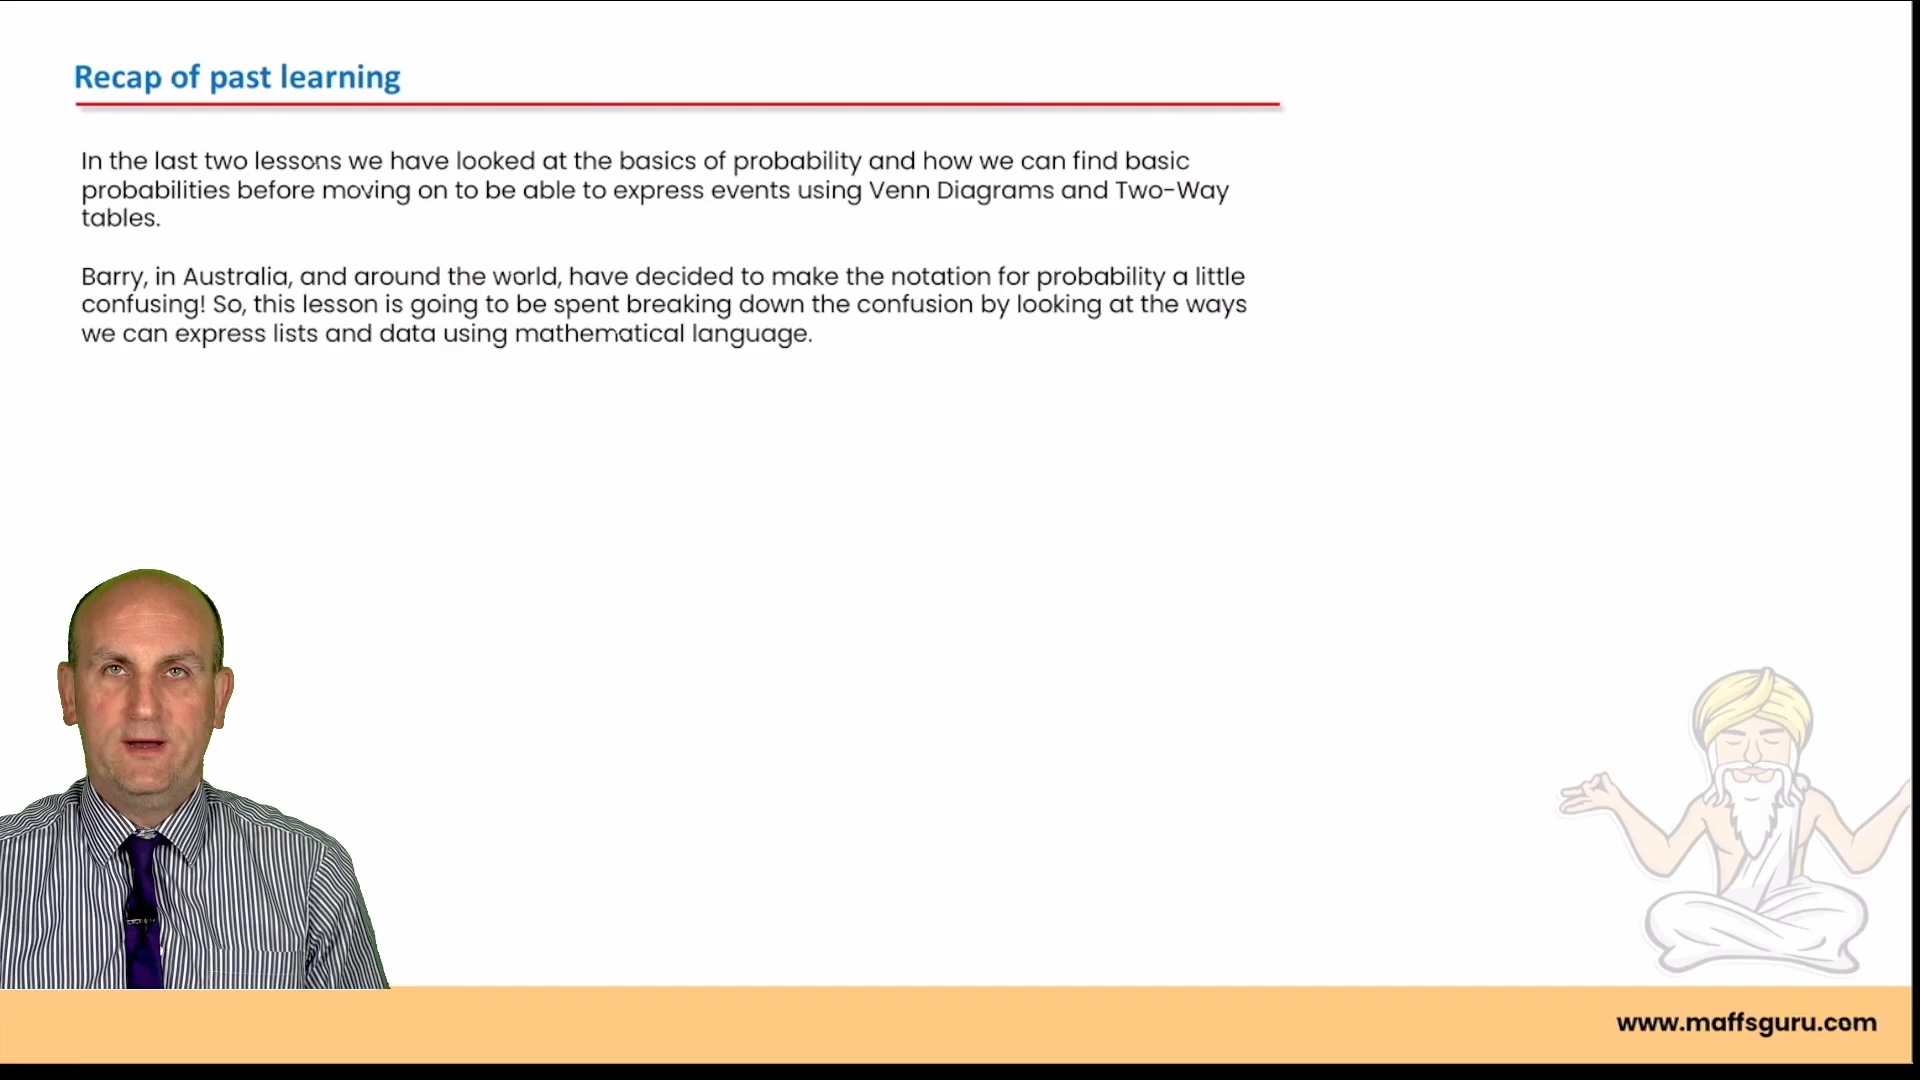 Recap of past learning
In the last two lessons we have looked at the basics of probability and how we can find basic
probabilities before moving on to be able to express events using Venn Diagrams and Two-Way
tables.
Barry, in Australia, and around the world, have decided to make the notation for probability a little
confusing! So, this lesson is going to be spent breaking down the confusion by looking at the ways
we can express lists and data using mathematical language.
www.maffsguru.com